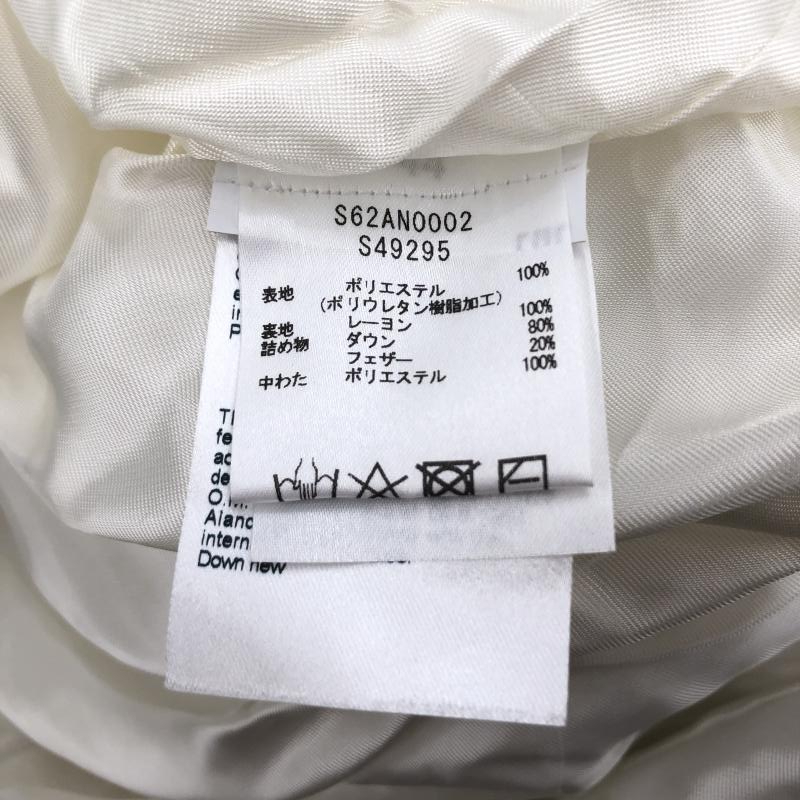 S62AN0002
S49295
表地 ポリエステル 100%
(ポリウレタン樹脂加工)
裏地 レーヨン 100%
詰め物 ダウン 80%
フェザー 20%
中わた ポリエステル 100%
intern
Down new